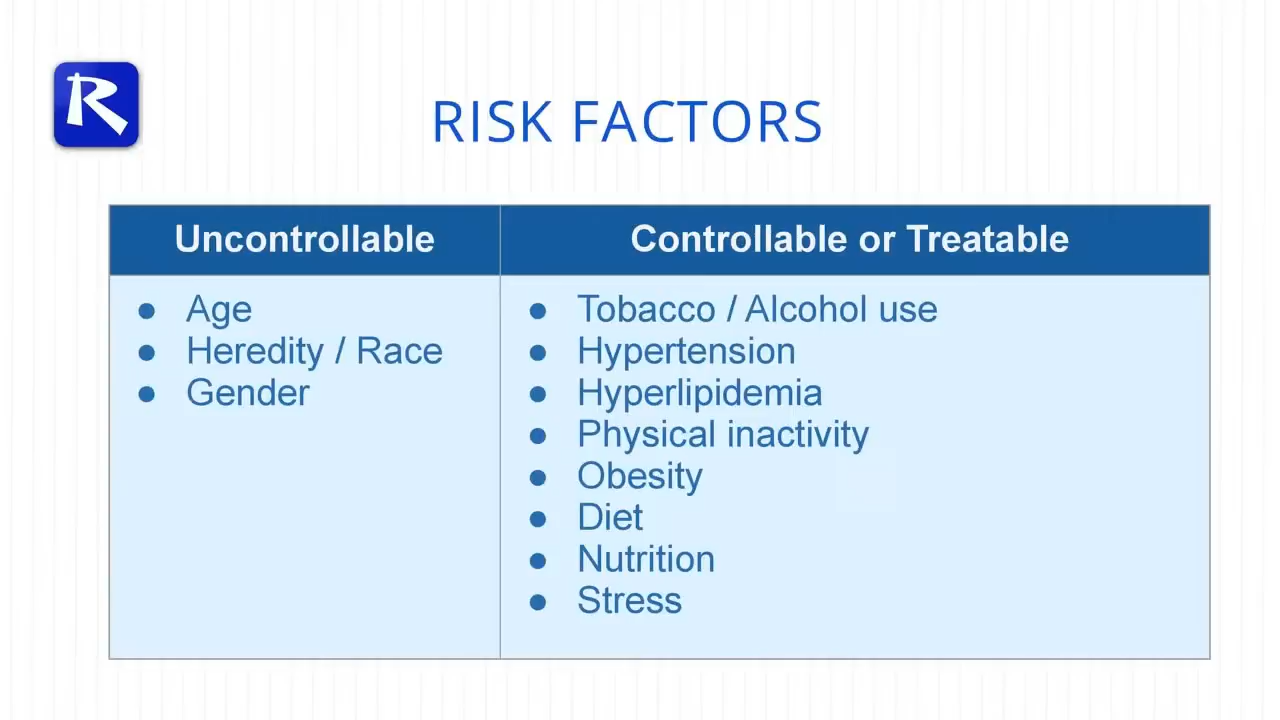 R
RISK FACTORS
Uncontrollable
Controllable or Treatable
● Age
● Heredity / Race
● Gender
● Tobacco / Alcohol use
● Hypertension
● Hyperlipidemia
● Physical inactivity
● Obesity
● Diet
● Nutrition
● Stress